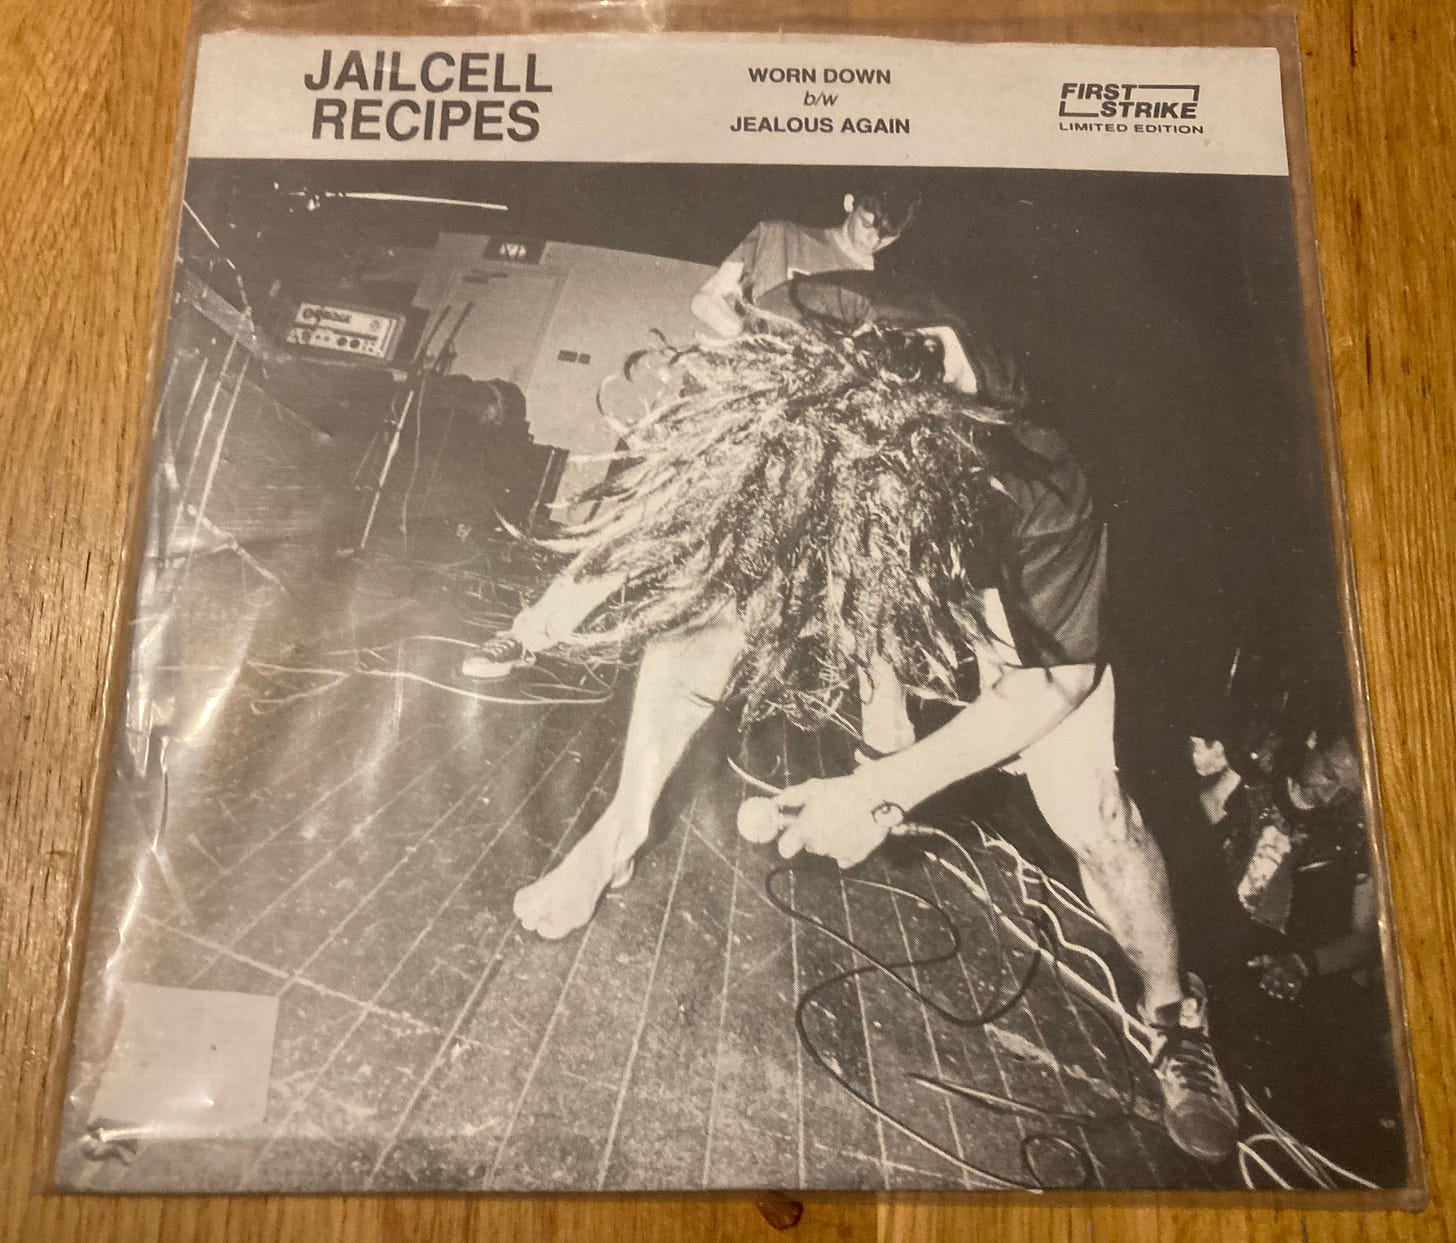 JAILCELL
RECIPES
WORN DOWN
b/w
JEALOUS AGAIN
FIRST
STRIKE
LIMITED EDITION